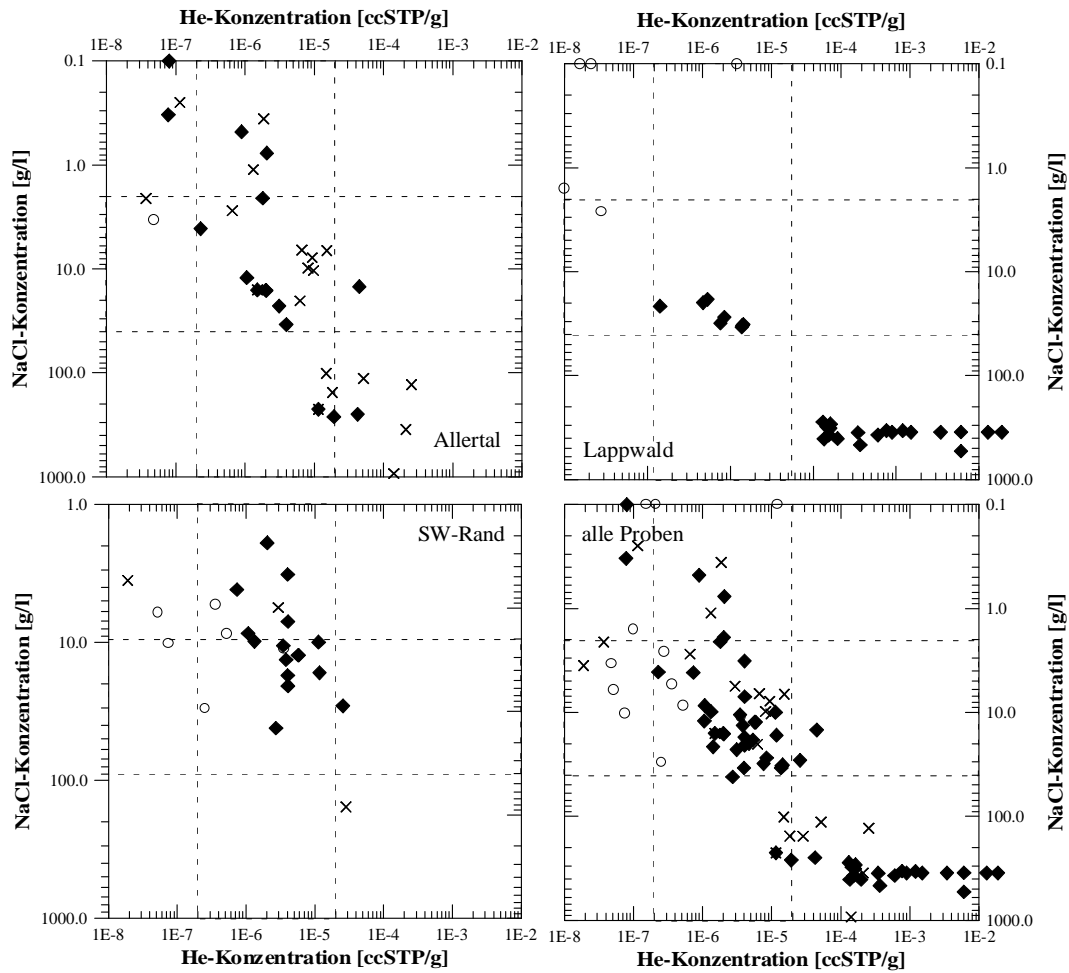 He-Konzentration [ccSTP/g]
He-Konzentration [ccSTP/g]
1E-8 1E-7 1E-6 1E-5 1E-4 1E-3 1E-2
1E-8 1E-7 1E-6 1E-5 1E-4 1E-3 1E-2
NaCl-Konzentration [g/l]
0.1
1.0
10.0
100.0
1000.0
Allertal
0.1
1.0
10.0
100.0
1000.0
NaCl-Konzentration [g/l]
Lappwald
NaCl-Konzentration [g/l]
1.0
10.0
100.0
1000.0
SW-Rand
alle Proben
0.1
1.0
10.0
100.0
1000.0
NaCl-Konzentration [g/l]
1E-8 1E-7 1E-6 1E-5 1E-4 1E-3 1E-2
1E-8 1E-7 1E-6 1E-5 1E-4 1E-3 1E-2
He-Konzentration [ccSTP/g]
He-Konzentration [ccSTP/g]